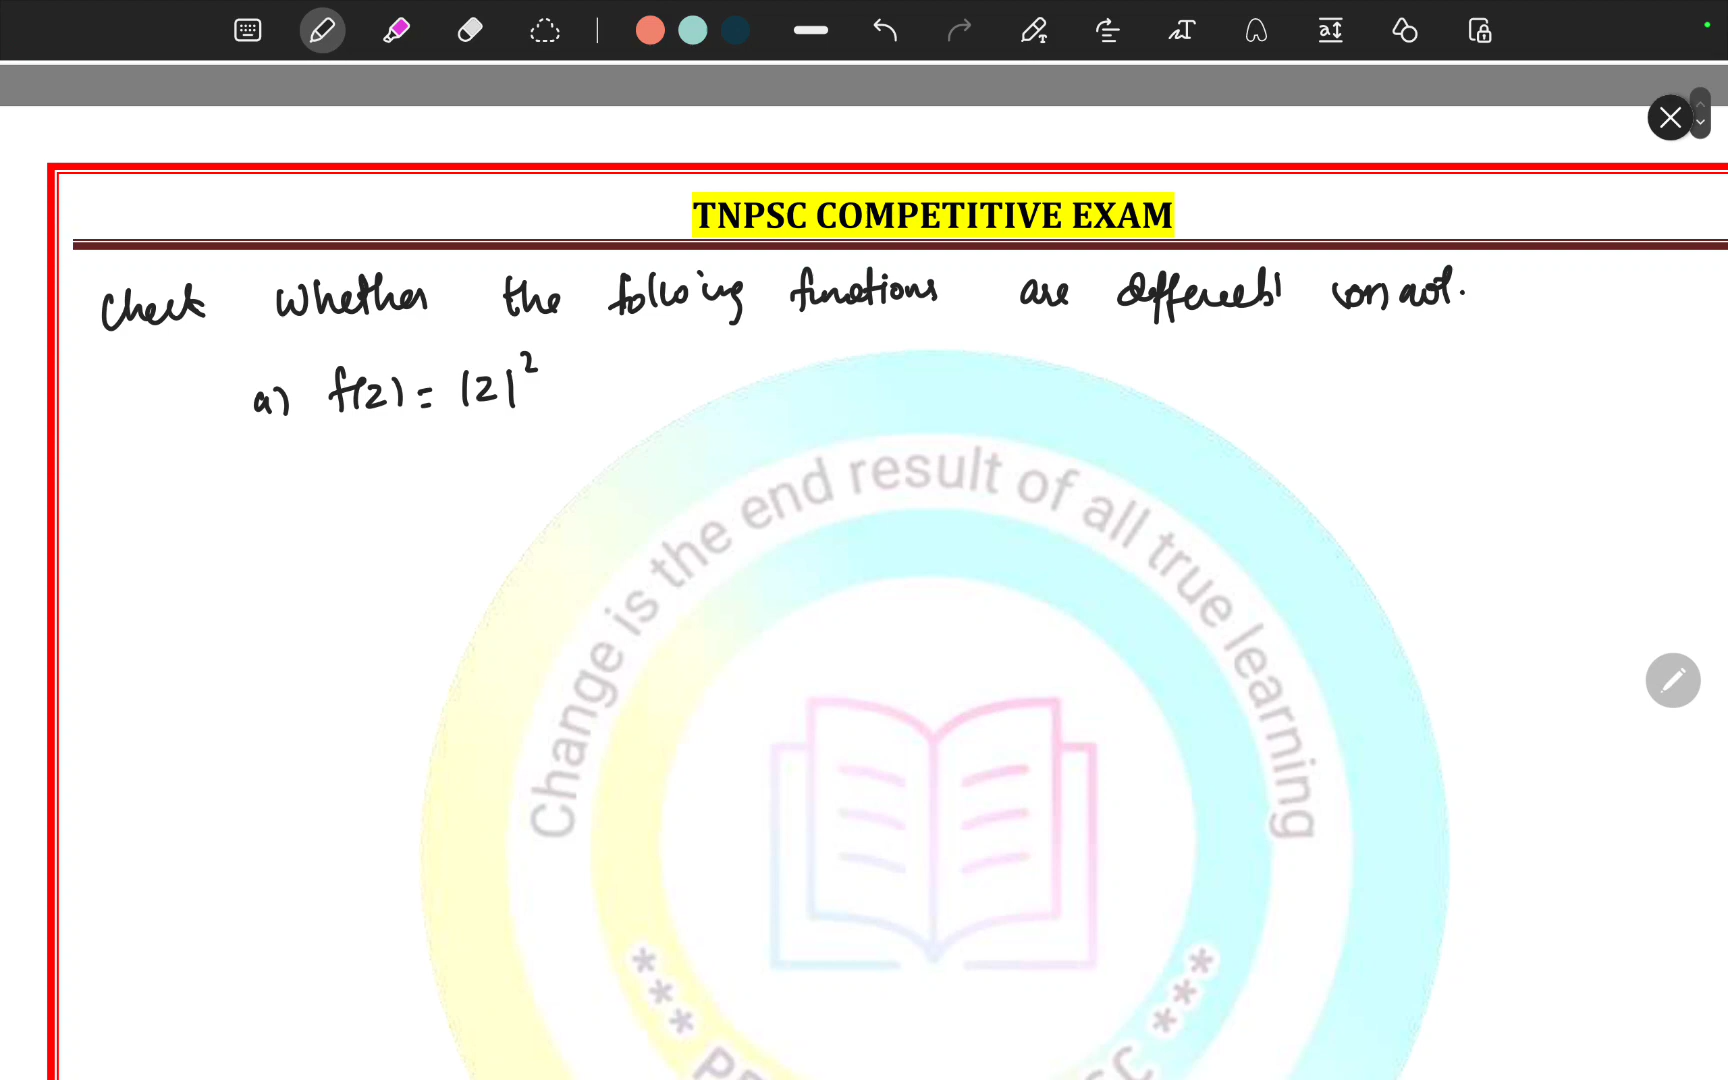 TNPSC COMPETITIVE EXAM
Check whether the following functions are or not.
a) f(z) = |z|²
Change is the end result of all true learning
*** ***